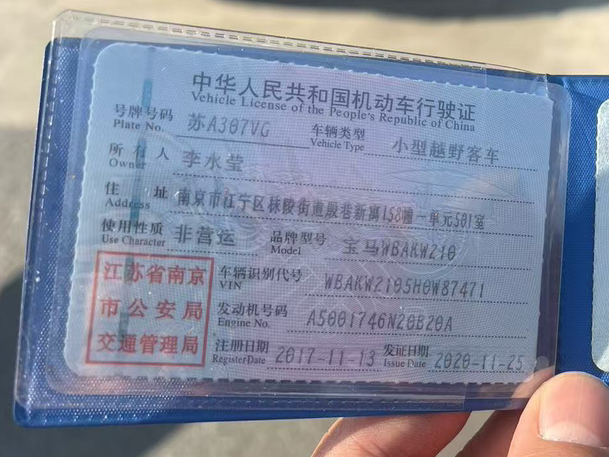 中华人民共和国机动车行驶证
Vehicle License of the People's Republic of China
号牌号码 苏A307VG 车辆类型 小型越野客车
Plate No. Vehicle Type
所有人 李水莹
Owner
住址 南京市江宁区秣陵街道殷巷新寓158幢一单元501室
Address
使用性质 非营运 品牌型号 宝马WBAKW210
Use Character Model
江苏省南京市公安局交通管理局
车辆识别代号 WBAKW2105H0W87471
VIN
发动机号码 A5001746N20B20A
Engine No.
注册日期 2017-11-13 发证日期 2020-11-25
Register Date Issue Date